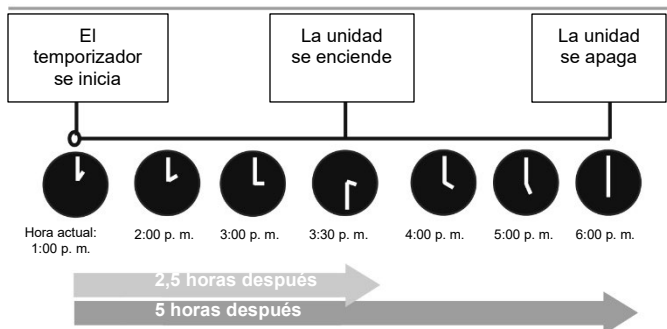 El
temporizador
se inicia
La unidad
se enciende
La unidad
se apaga
Hora actual:
1:00 p. m.
2:00 p. m.
3:00 p. m.
3:30 p. m.
4:00 p. m.
5:00 p. m.
6:00 p. m.
2,5 horas después
5 horas después